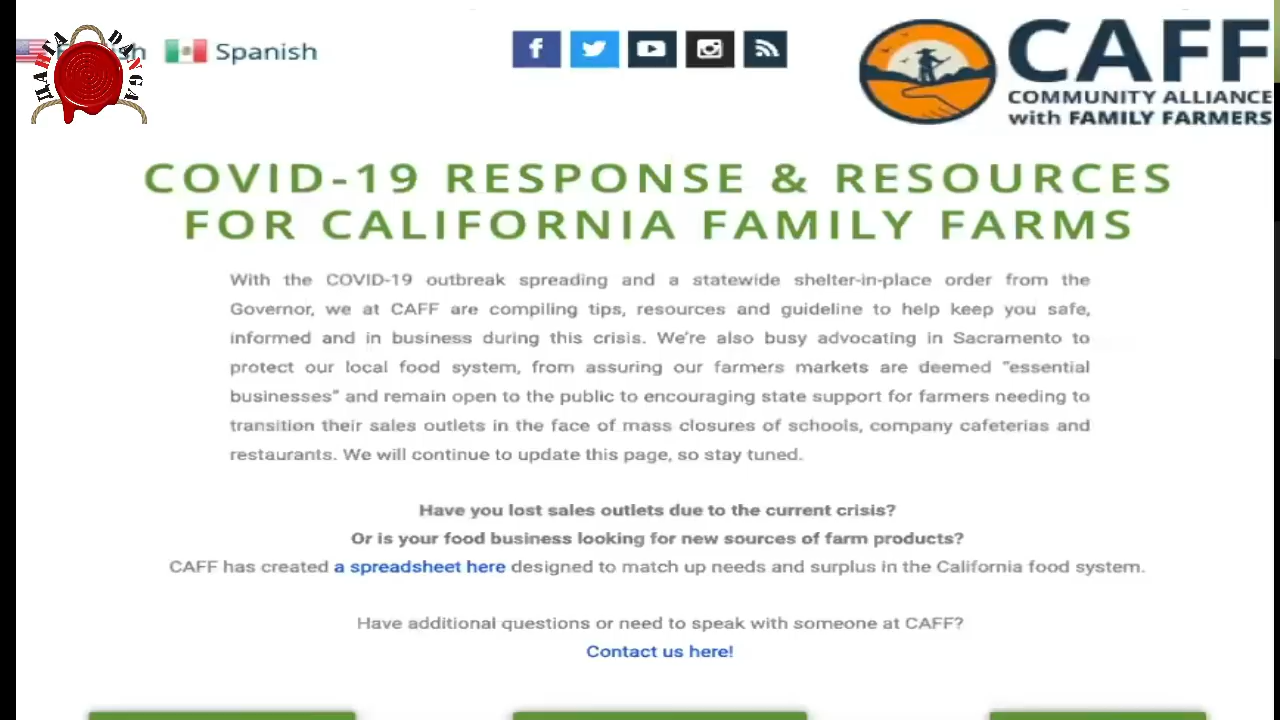 Spanish
HANTA DANGA
CAFF
COMMUNITY ALLIANCE
with FAMILY FARMERS
COVID-19 RESPONSE & RESOURCES
FOR CALIFORNIA FAMILY FARMS
With the COVID-19 outbreak spreading and a statewide shelter-in-place order from the
Governor, we at CAFF are compiling tips, resources and guideline to help keep you safe,
informed and in business during this crisis. We're also busy advocating in Sacramento to
protect our local food system, from assuring our farmers markets are deemed "essential
businesses" and remain open to the public to encouraging state support for farmers needing to
transition their sales outlets in the face of mass closures of schools, company cafeterias and
restaurants. We will continue to update this page, so stay tuned.
Have you lost sales outlets due to the current crisis?
Or is your food business looking for new sources of farm products?
CAFF has created a spreadsheet here designed to match up needs and surplus in the California food system.
Have additional questions or need to speak with someone at CAFF?
Contact us here!